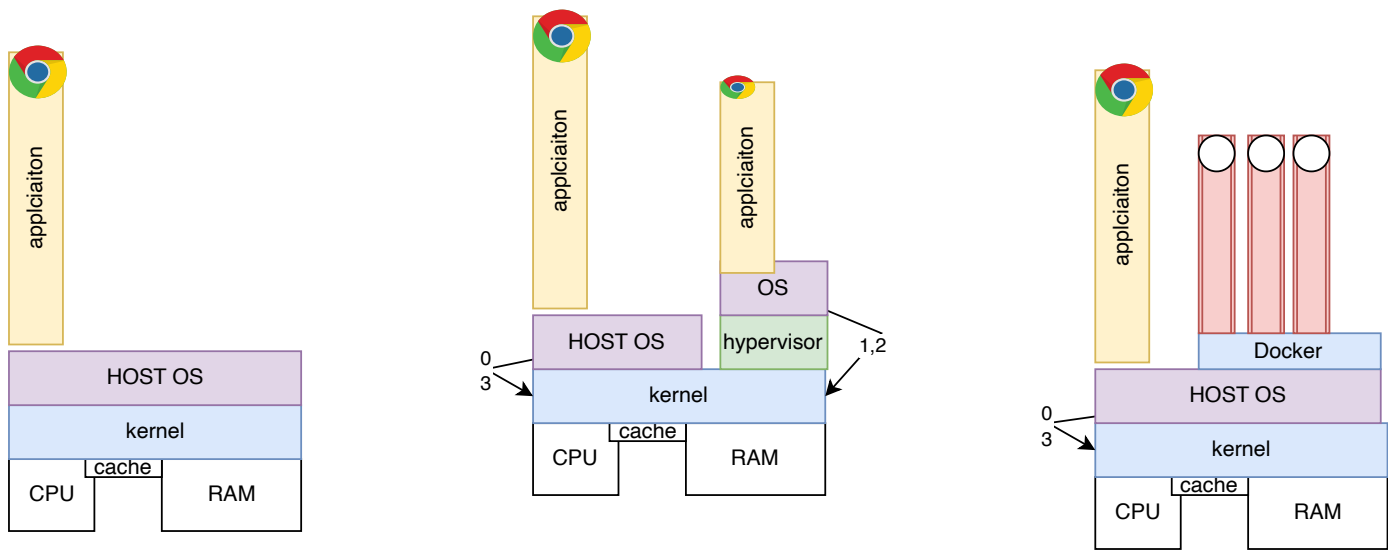 applciaiton
HOST OS
kernel
cache
CPU
RAM
applciaiton
applciaiton
OS
HOST OS
hypervisor
0
3
1,2
kernel
cache
CPU
RAM
applciaiton
Docker
HOST OS
0
3
kernel
cache
CPU
RAM